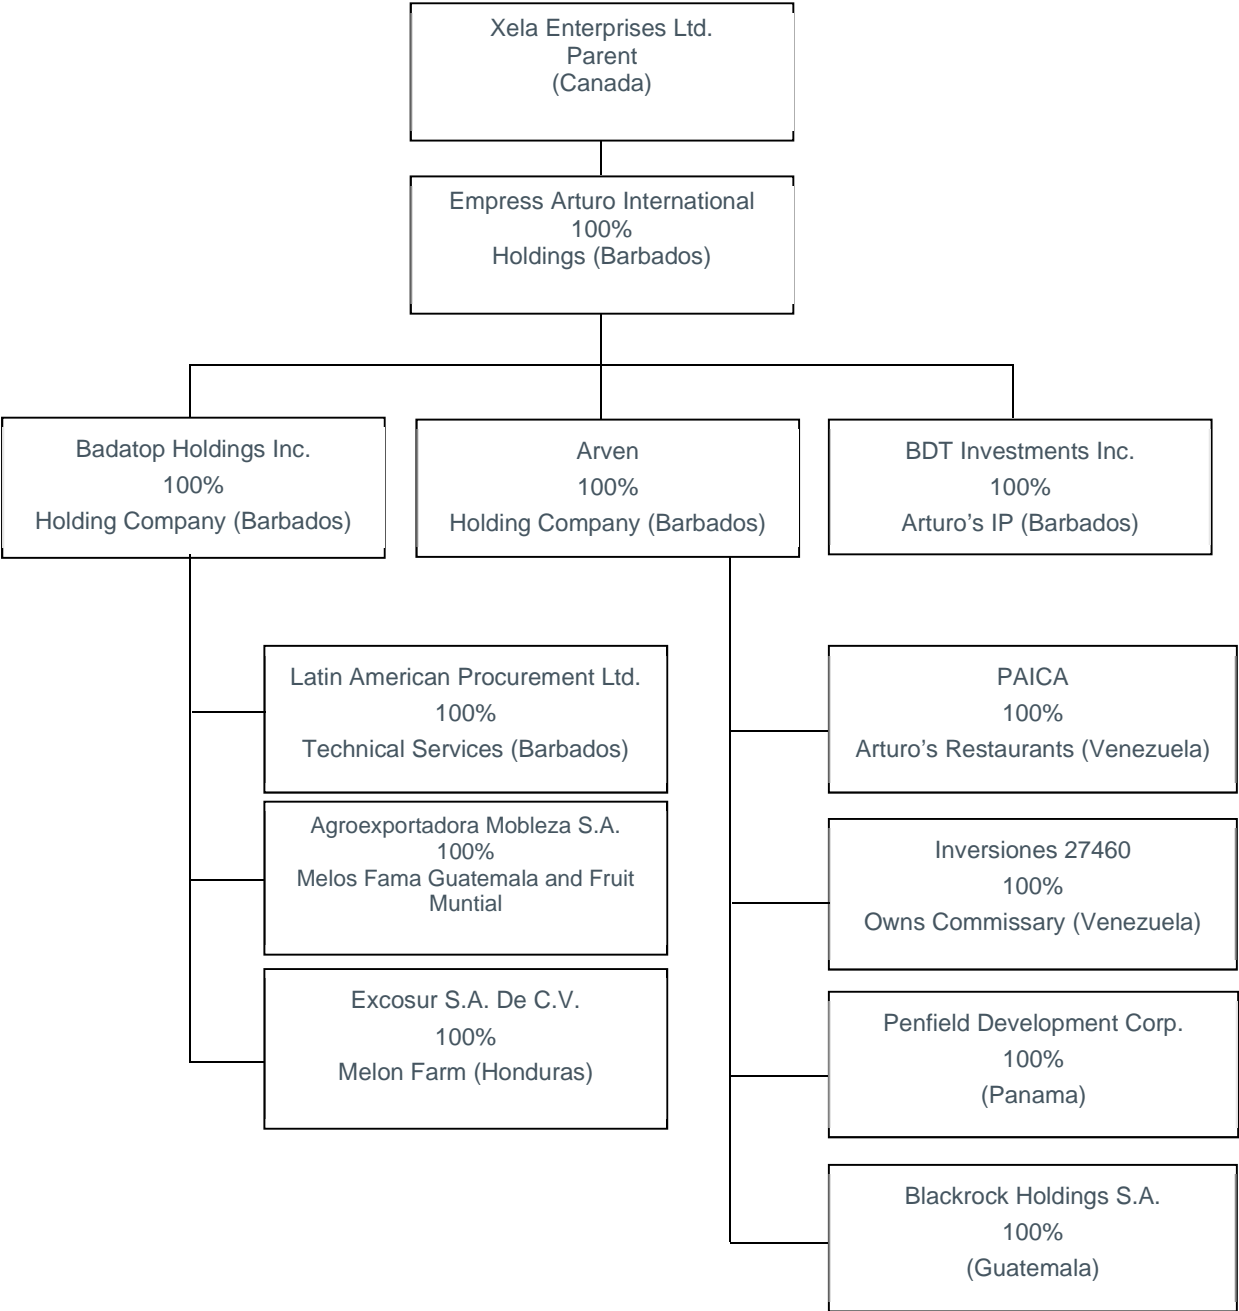 Xela Enterprises Ltd.
Parent
(Canada)
Empress Arturo International
100%
Holdings (Barbados)
Badatop Holdings Inc.
100%
Holding Company (Barbados)
Arven
100%
Holding Company (Barbados)
BDT Investments Inc.
100%
Arturo’s IP (Barbados)
Latin American Procurement Ltd.
100%
Technical Services (Barbados)
Agroexportadora Mobleza S.A.
100%
Melos Fama Guatemala and Fruit
Muntial
Excosur S.A. De C.V.
100%
Melon Farm (Honduras)
PAICA
100%
Arturo’s Restaurants (Venezuela)
Inversiones 27460
100%
Owns Commissary (Venezuela)
Penfield Development Corp.
100%
(Panama)
Blackrock Holdings S.A.
100%
(Guatemala)